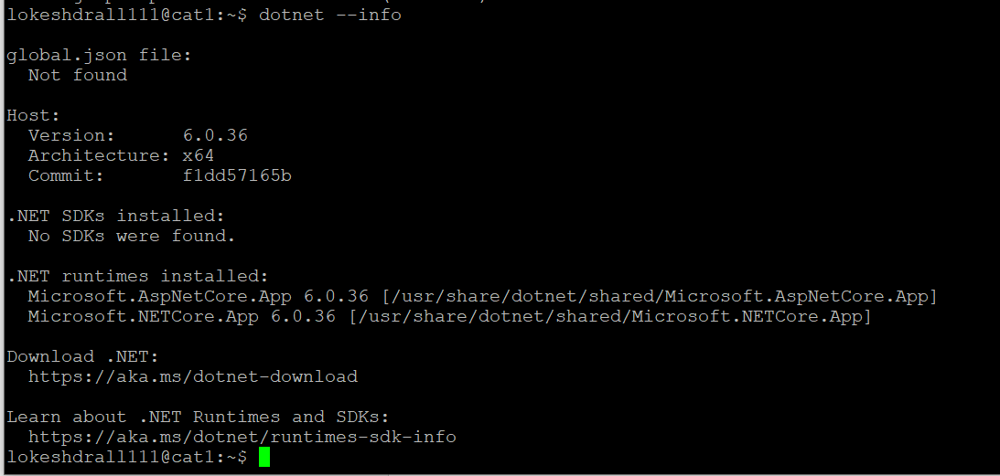 lokeshdrall111@cat1:~$ dotnet --info
global.json file:
Not found
Host:
Version: 6.0.36
Architecture: x64
Commit: f1dd57165b
.NET SDKs installed:
No SDKs were found.
.NET runtimes installed:
Microsoft.AspNetCore.App 6.0.36 [/usr/share/dotnet/shared/Microsoft.AspNetCore.App]
Microsoft.NETCore.App 6.0.36 [/usr/share/dotnet/shared/Microsoft.NETCore.App]
Download .NET:
https://aka.ms/dotnet-download
Learn about .NET Runtimes and SDKs:
https://aka.ms/dotnet/runtimes-sdk-info
lokeshdrall111@cat1:~$